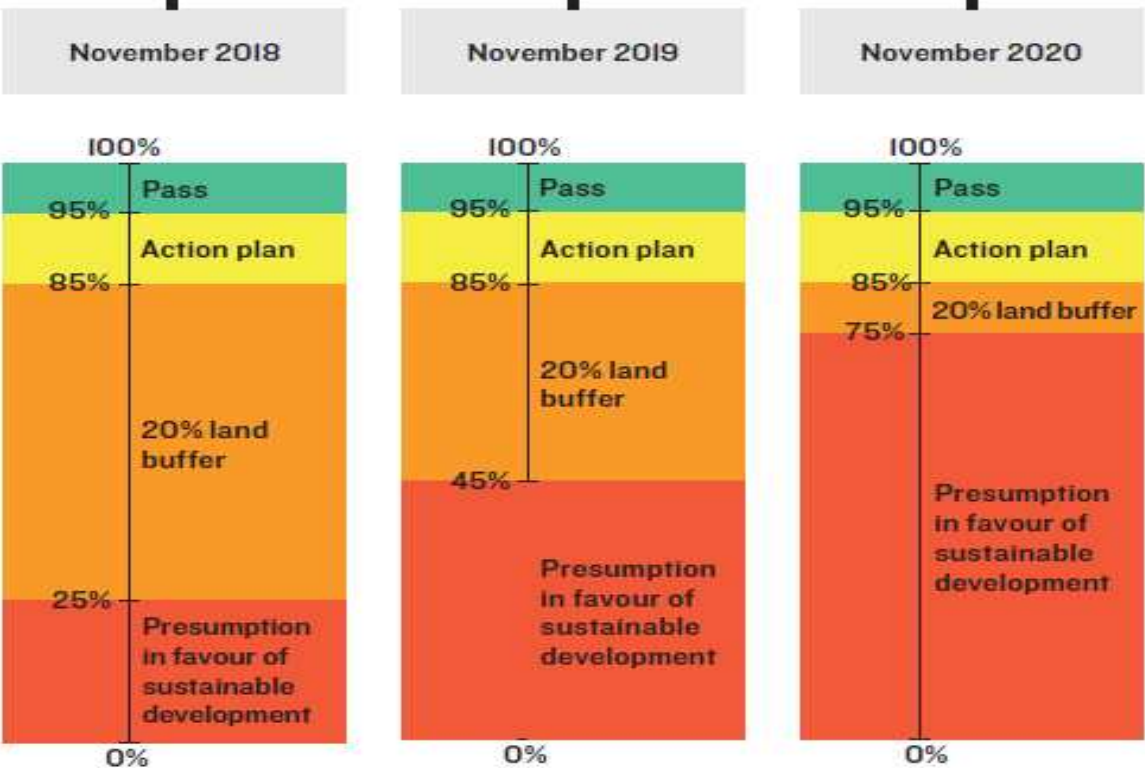 November 2018
November 2019
November 2020
100%
Pass
95%
Action plan
85%
20% land
buffer
25%
Presumption
in favour of
sustainable
development
0%
100%
Pass
95%
Action plan
85%
20% land
buffer
45%
Presumption
in favour of
sustainable
development
0%
100%
Pass
95%
Action plan
85%
20% land buffer
75%
Presumption
in favour of
sustainable
development
0%